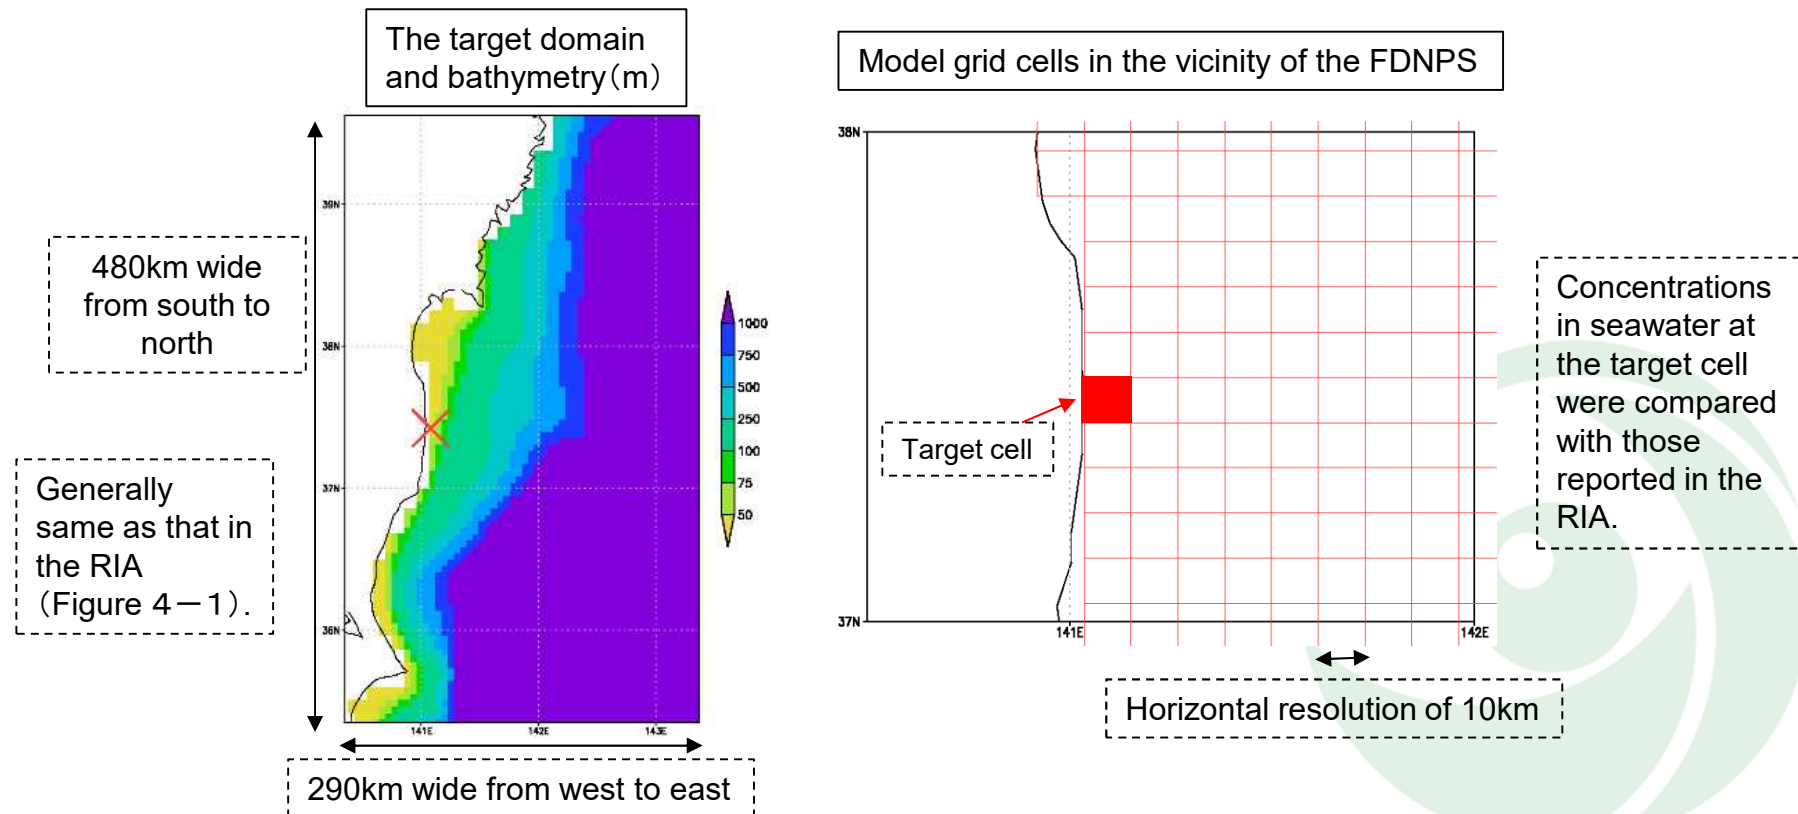 The target domain
and bathymetry(m)
Model grid cells in the vicinity of the FDNPS
480km wide
from south to
north
Generally
same as that in
the RIA
(Figure 4-1).
39N
38N
37N
36N
141E
142E
143E
1000
750
500
250
100
75
50
290km wide from west to east
38N
37N
141E
142E
Target cell
Horizontal resolution of 10km
Concentrations
in seawater at
the target cell
were compared
with those
reported in the
RIA.